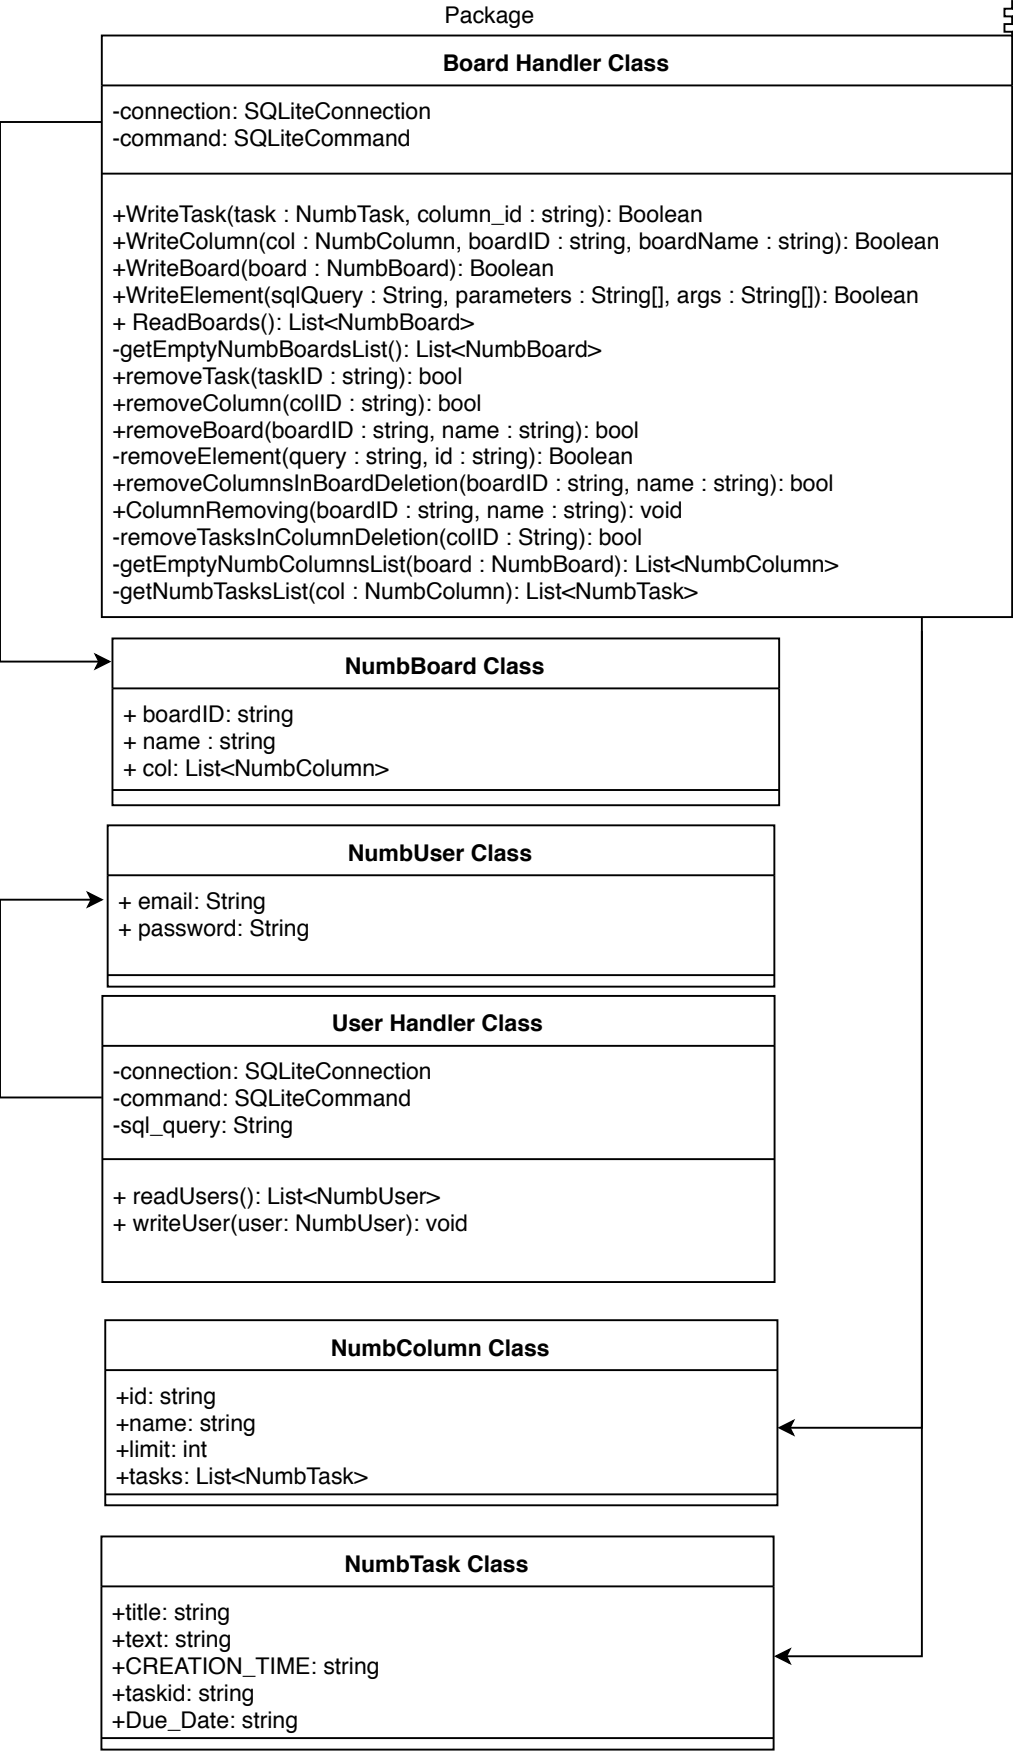 Package
Board Handler Class
-connection: SQLiteConnection
-command: SQLiteCommand
+WriteTask(task : NumbTask, column_id : string): Boolean
+WriteColumn(col : NumbColumn, boardID : string, boardName : string): Boolean
+WriteBoard(board : NumbBoard): Boolean
+WriteElement(sqlQuery : String, parameters : String[], args : String[]): Boolean
+ ReadBoards(): List<NumbBoard>
-getEmptyNumbBoardsList(): List<NumbBoard>
+removeTask(taskID : string): bool
+removeColumn(colID : string): bool
+removeBoard(boardID : string, name : string): bool
-removeElement(query : string, id : string): Boolean
+removeColumnsInBoardDeletion(boardID : string, name : string): bool
+ColumnRemoving(boardID : string, name : string): void
-removeTasksInColumnDeletion(colID : String): bool
-getEmptyNumbColumnsList(board : NumbBoard): List<NumbColumn>
-getNumbTasksList(col : NumbColumn): List<NumbTask>
NumbBoard Class
+ boardID: string
+ name : string
+ col: List<NumbColumn>
NumbUser Class
+ email: String
+ password: String
User Handler Class
-connection: SQLiteConnection
-command: SQLiteCommand
-sql_query: String
+ readUsers(): List<NumbUser>
+ writeUser(user: NumbUser): void
NumbColumn Class
+id: string
+name: string
+limit: int
+tasks: List<NumbTask>
NumbTask Class
+title: string
+text: string
+CREATION_TIME: string
+taskid: string
+Due_Date: string